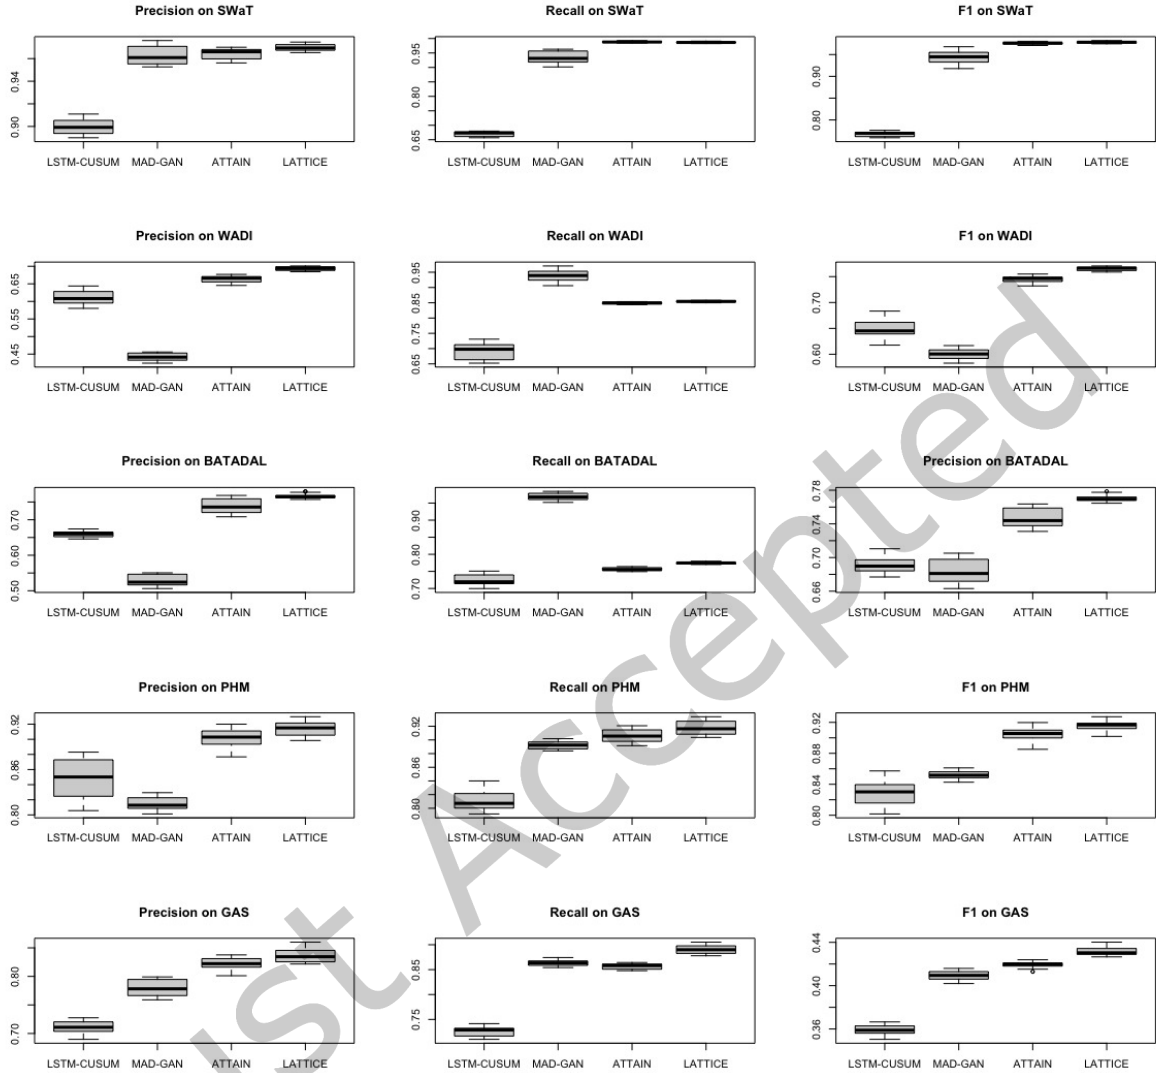 Precision on SWaT
Recall on SWaT
F1 on SWaT
0.90 0.94
0.65 0.80 0.95
0.80 0.90
LSTM-CUSUM MAD-GAN ATTAIN LATTICE
LSTM-CUSUM MAD-GAN ATTAIN LATTICE
LSTM-CUSUM MAD-GAN ATTAIN LATTICE
Precision on WADI
Recall on WADI
F1 on WADI
0.45 0.55 0.65
0.65 0.75 0.85 0.95
0.60 0.70
LSTM-CUSUM MAD-GAN ATTAIN LATTICE
LSTM-CUSUM MAD-GAN ATTAIN LATTICE
LSTM-CUSUM MAD-GAN ATTAIN LATTICE
Precision on BATADAL
Recall on BATADAL
Precision on BATADAL
0.50 0.60 0.70
0.70 0.80 0.90
0.66 0.70 0.74 0.78
LSTM-CUSUM MAD-GAN ATTAIN LATTICE
LSTM-CUSUM MAD-GAN ATTAIN LATTICE
LSTM-CUSUM MAD-GAN ATTAIN LATTICE
Precision on PHM
Recall on PHM
F1 on PHM
0.80 0.86 0.92
0.80 0.86 0.92
0.80 0.84 0.88 0.92
LSTM-CUSUM MAD-GAN ATTAIN LATTICE
LSTM-CUSUM MAD-GAN ATTAIN LATTICE
LSTM-CUSUM MAD-GAN ATTAIN LATTICE
Precision on GAS
Recall on GAS
F1 on GAS
0.70 0.80
0.75 0.85
0.36 0.40 0.44
LSTM-CUSUM MAD-GAN ATTAIN LATTICE
LSTM-CUSUM MAD-GAN ATTAIN LATTICE
LSTM-CUSUM MAD-GAN ATTAIN LATTICE
ust Accepted